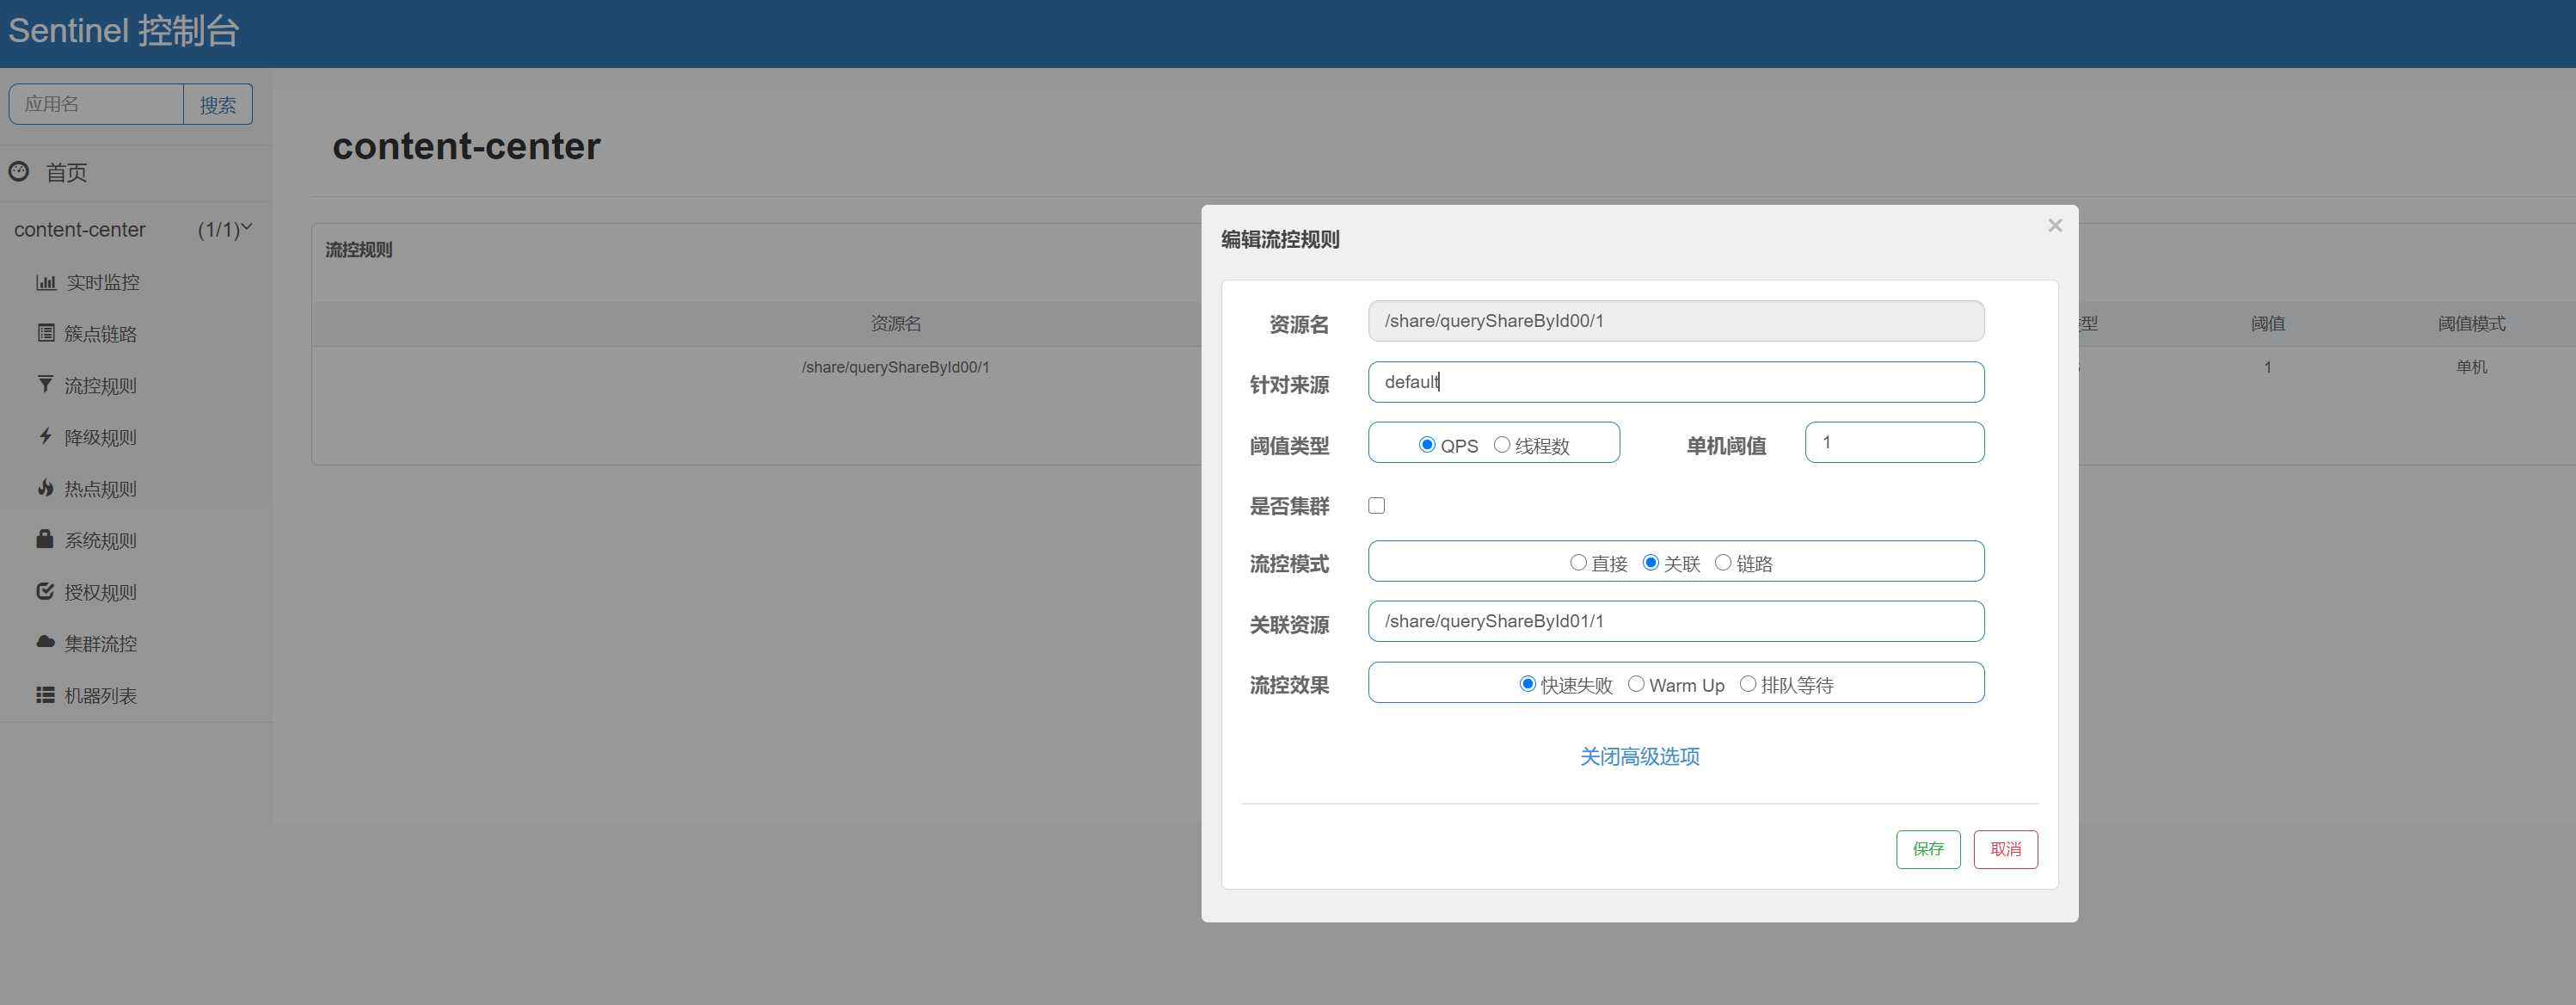 Sentinel 控制台
应用名
搜索
首页
content-center (1/1)
实时监控
簇点链路
流控规则
降级规则
热点规则
系统规则
授权规则
集群流控
机器列表
content-center
流控规则
资源名
型
阈值
阈值模式
/share/queryShareById00/1
1
单机
编辑流控规则
×
资源名 /share/queryShareById00/1
针对来源 default
阈值类型 QPS 线程数 单机阈值 1
是否集群
流控模式 直接 关联 链路
关联资源 /share/queryShareById01/1
流控效果 快速失败 Warm Up 排队等待
关闭高级选项
保存 取消